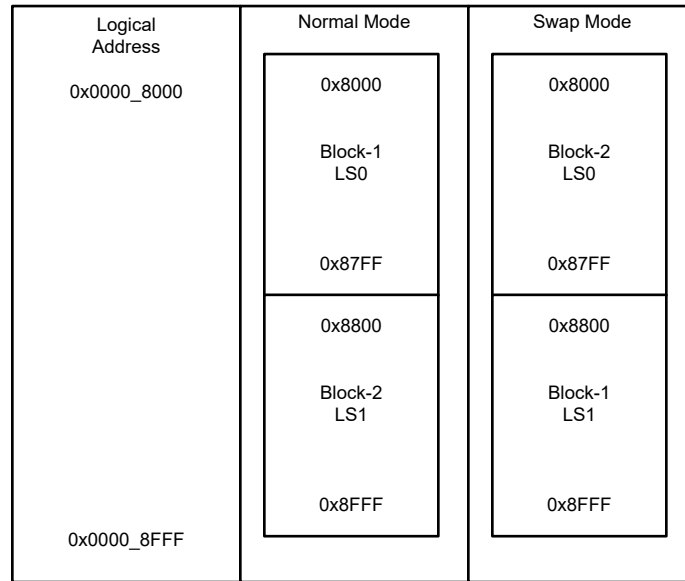 Logical
Address
0x0000_8000
0x0000_8FFF
Normal Mode
0x8000
Block-1
LS0
0x87FF
0x8800
Block-2
LS1
0x8FFF
Swap Mode
0x8000
Block-2
LS0
0x87FF
0x8800
Block-1
LS1
0x8FFF